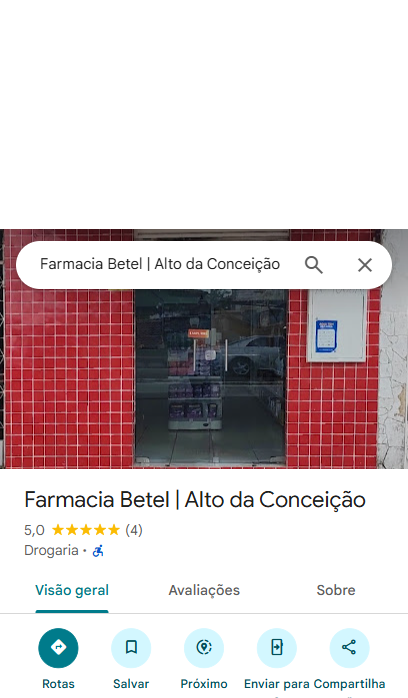 Farmacia Betel | Alto da Conceição
Farmacia Betel | Alto da Conceição
5,0 (4)
Drogaria ·
Visão geral Avaliações Sobre
Rotas Salvar Próximo Enviar para Compartilha